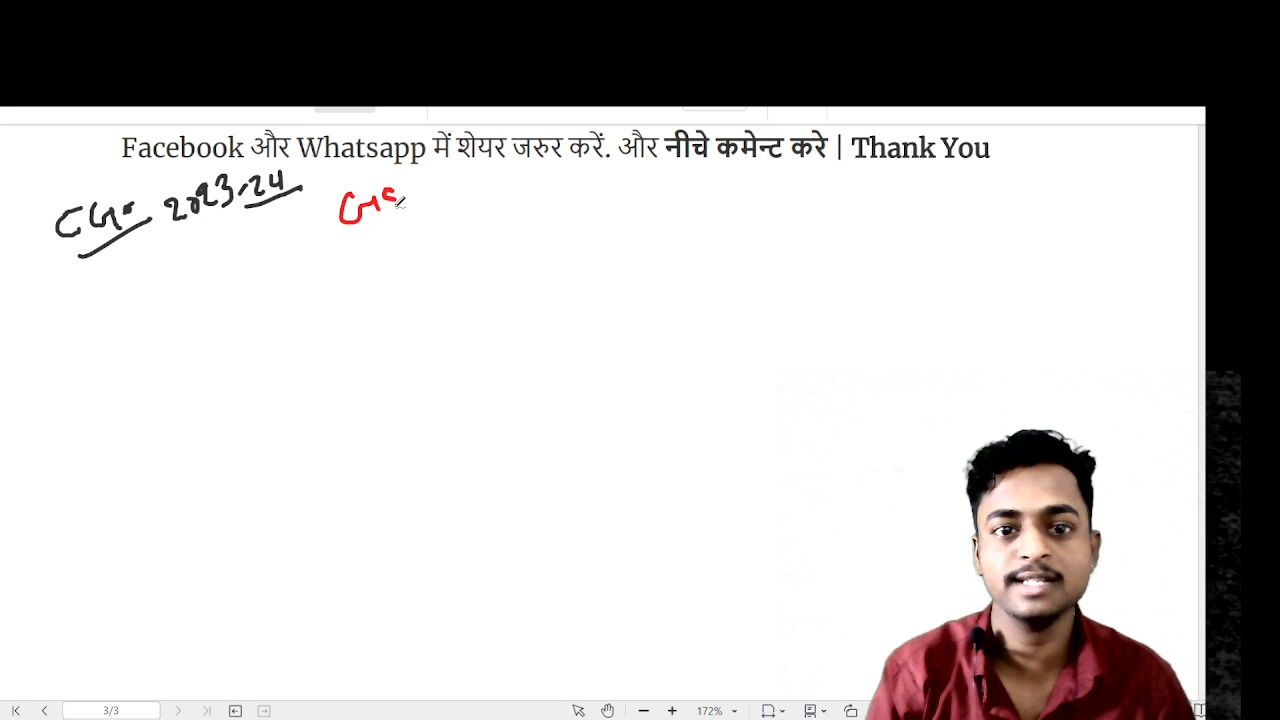 Facebook और Whatsapp में शेयर जरुर करें. और नीचे कमेन्ट करे | Thank You
CG 2023-24
3/3
172%